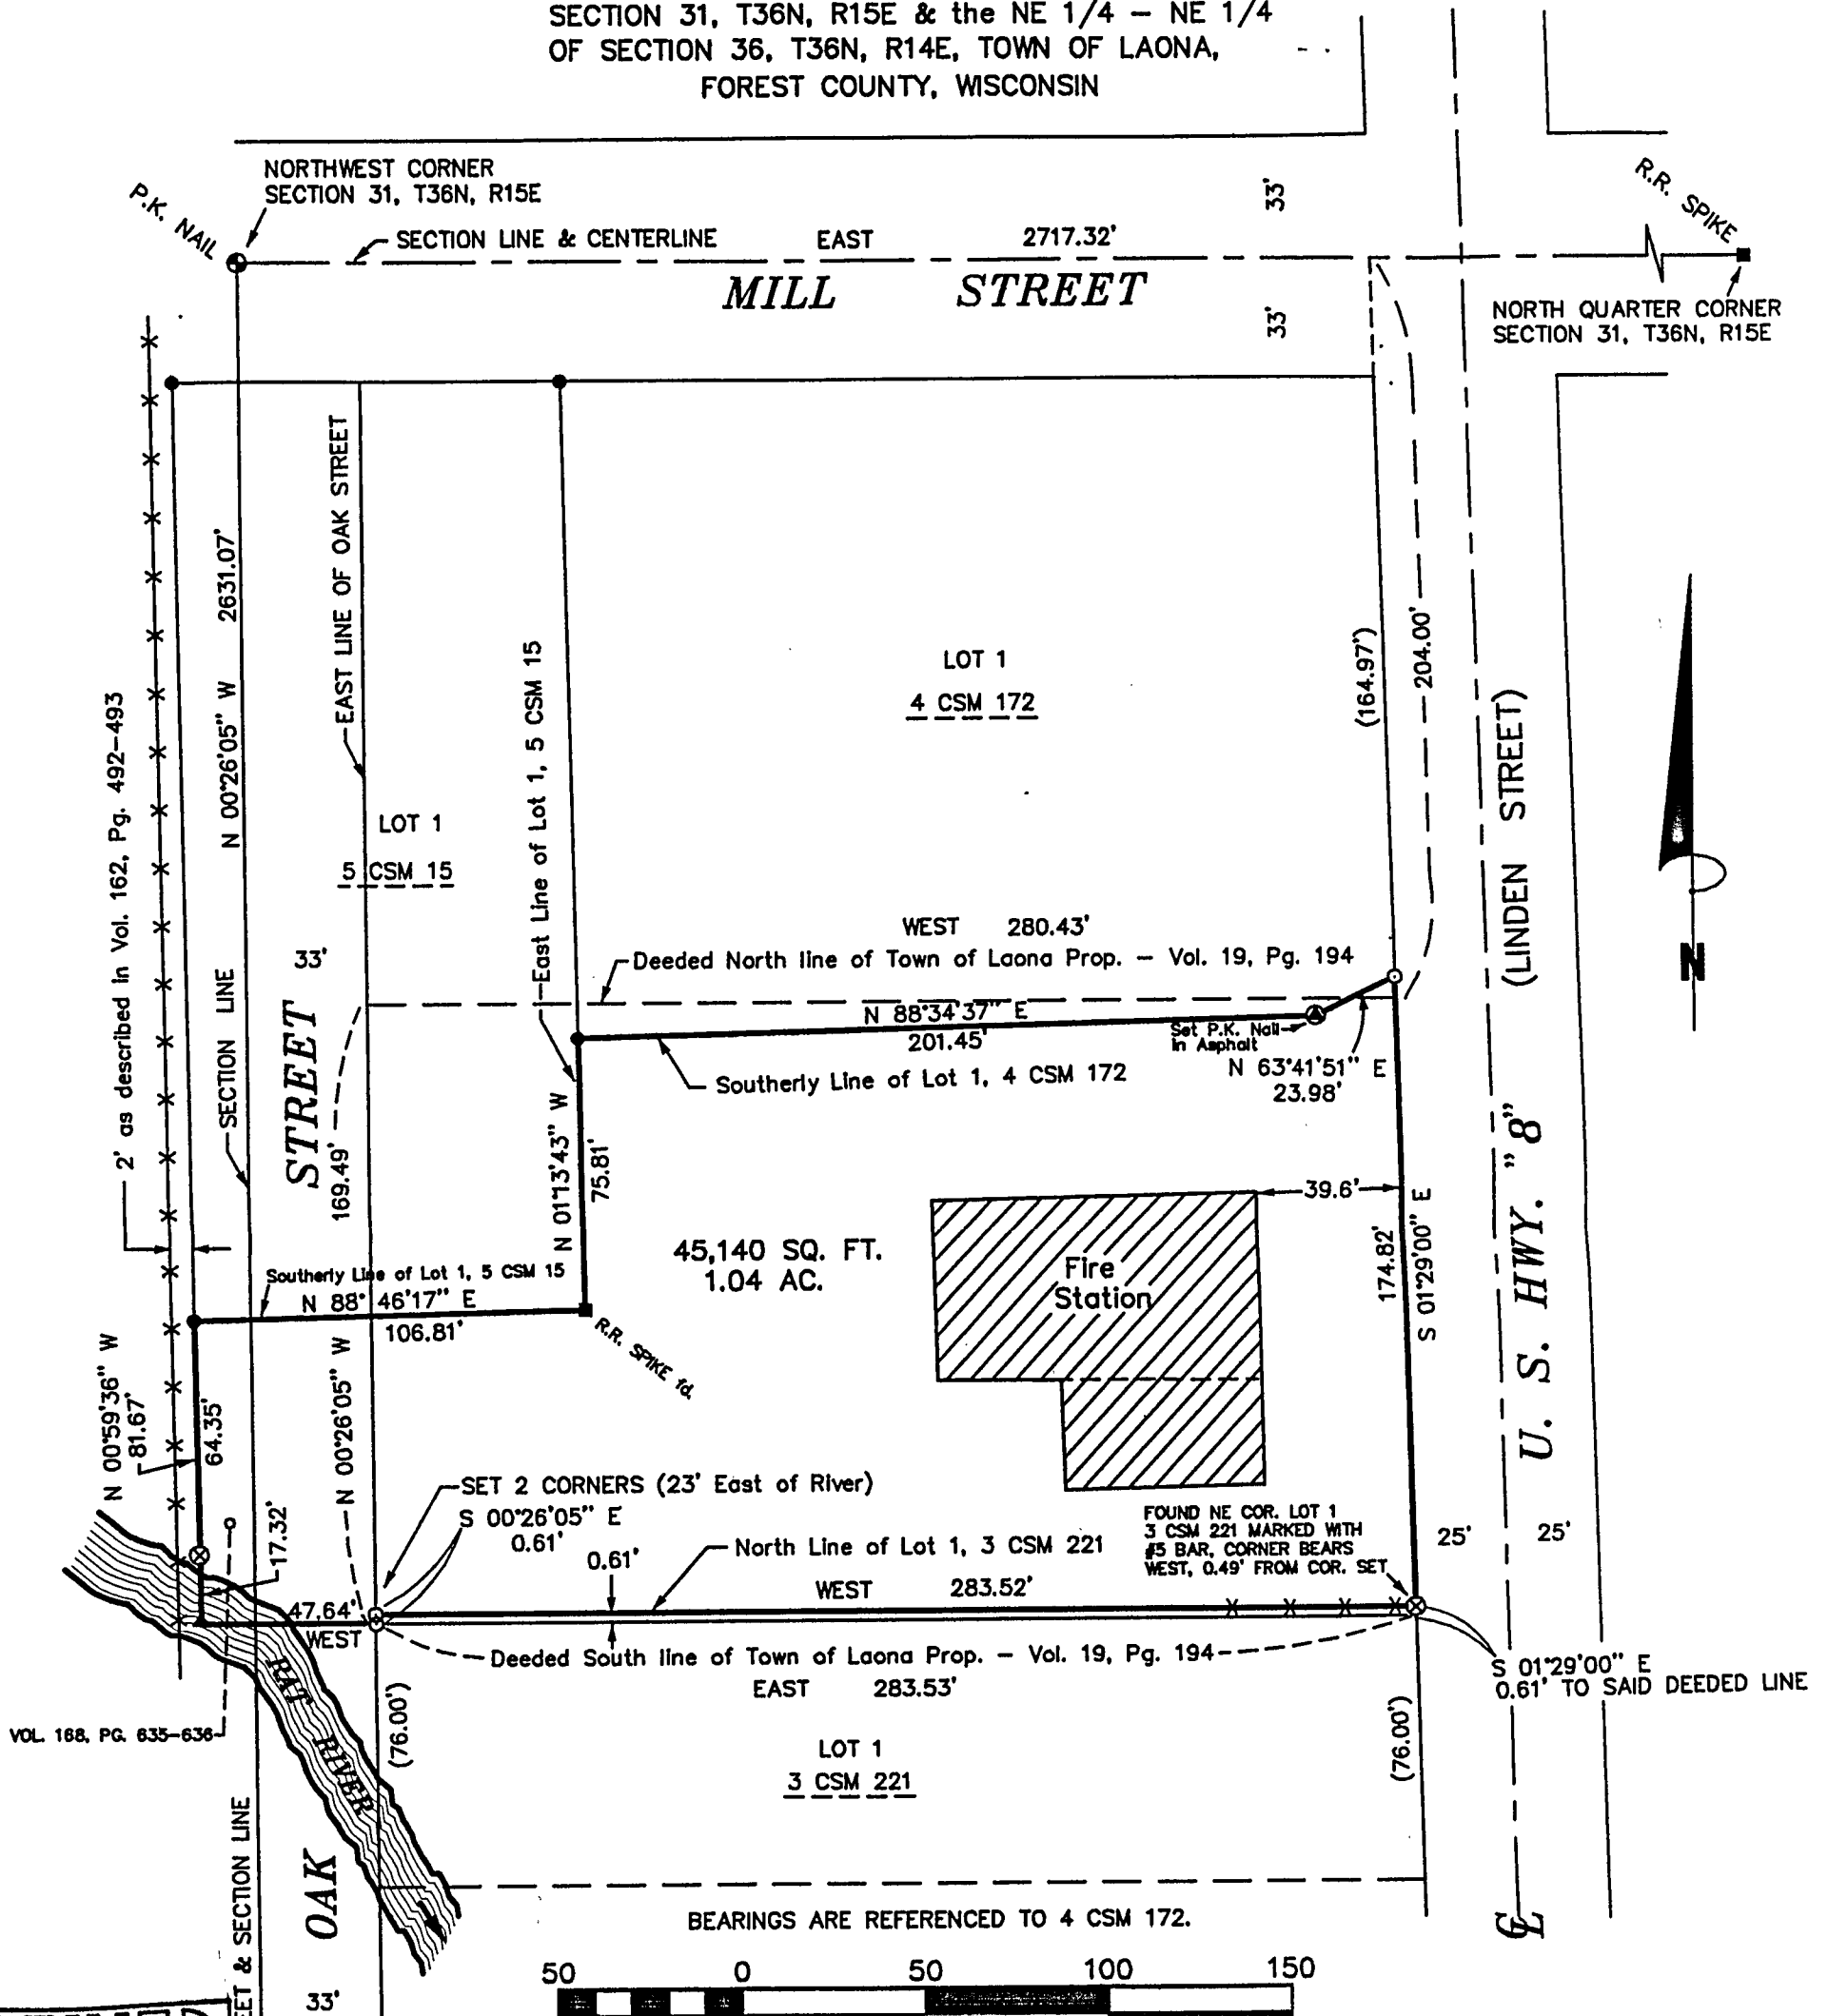 SECTION 31, T36N, R15E & the NE 1/4 – NE 1/4
OF SECTION 36, T36N, R14E, TOWN OF LAONA,
FOREST COUNTY, WISCONSIN
NORTHWEST CORNER
SECTION 31, T36N, R15E
P.K. NAIL
R.R. SPIKE
33'
SECTION LINE & CENTERLINE EAST 2717.32'
MILL STREET
33'
NORTH QUARTER CORNER
SECTION 31, T36N, R15E
EAST LINE OF OAK STREET
N 00°26'05" W 2631.07'
East Line of Lot 1, 5 CSM 15
2' as described in Vol. 162, Pg. 492-493
LOT 1
4 CSM 172
(164.97')
204.00'
(LINDEN STREET)
LOT 1
5 CSM 15
33'
WEST 280.43'
Deeded North line of Town of Laona Prop. – Vol. 19, Pg. 194
N
N 88°34'37" E
201.45'
Set P.K. Nail
in Asphalt
N 63°41'51" E
23.98'
Southerly Line of Lot 1, 4 CSM 172
SECTION LINE
STREET
169.49'
N 01°13'43" W
75.81'
39.6'
174.82'
S 01°29'00" E
U. S. HWY. "8"
45,140 SQ. FT.
1.04 AC.
Fire
Station
Southerly Line of Lot 1, 5 CSM 15
N 88°46'17" E
106.81'
R.R. SPIKE fd.
N 00°59'36" W
81.67'
64.35'
N 00°26'05" W
17.32'
SET 2 CORNERS (23' East of River)
S 00°26'05" E
0.61'
0.61'
North Line of Lot 1, 3 CSM 221
FOUND NE COR. LOT 1
3 CSM 221 MARKED WITH
#5 BAR, CORNER BEARS
WEST, 0.49' FROM COR. SET
25'
25'
WEST 283.52'
47.64'
WEST
Deeded South line of Town of Laona Prop. – Vol. 19, Pg. 194
EAST 283.53'
S 01°29'00" E
0.61' TO SAID DEEDED LINE
VOL. 168, PG. 635-636
RAT RIVER
(76.00')
(76.00')
LOT 1
3 CSM 221
& SECTION LINE
OAK
33'
BEARINGS ARE REFERENCED TO 4 CSM 172.
CL
50 0 50 100 150